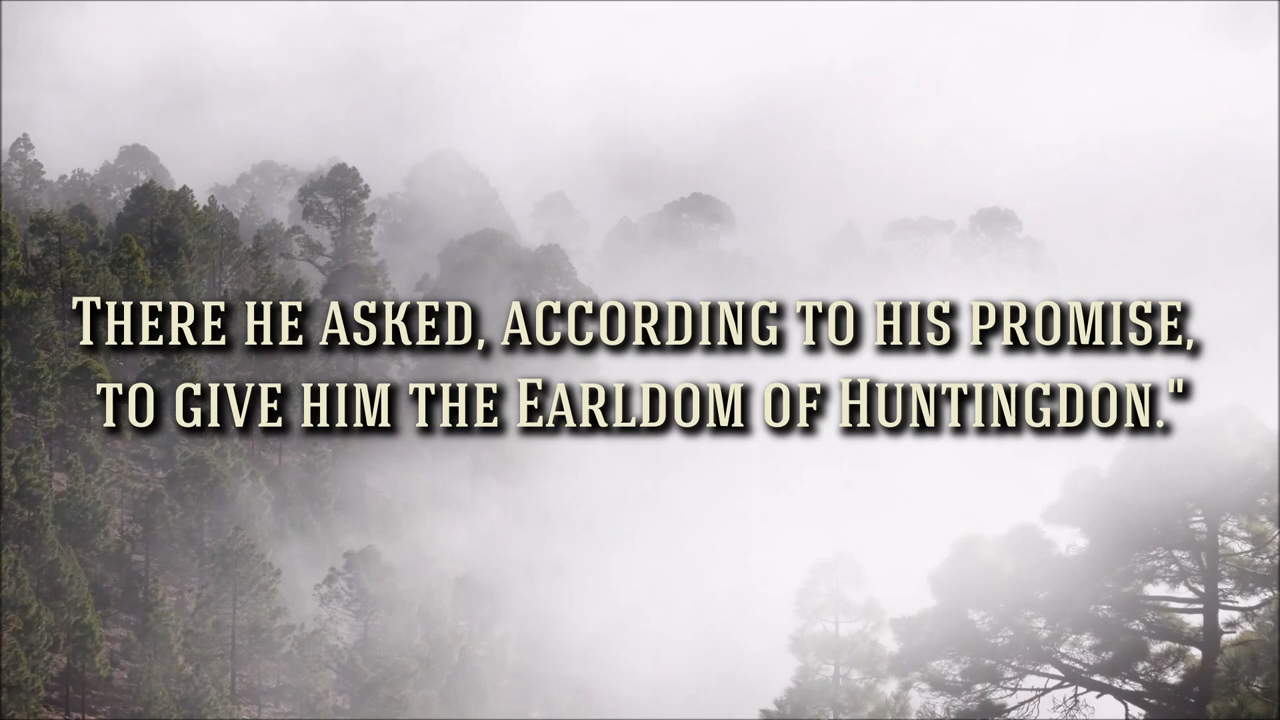 There he asked, according to his promise,
to give him the Earldom of Huntingdon."